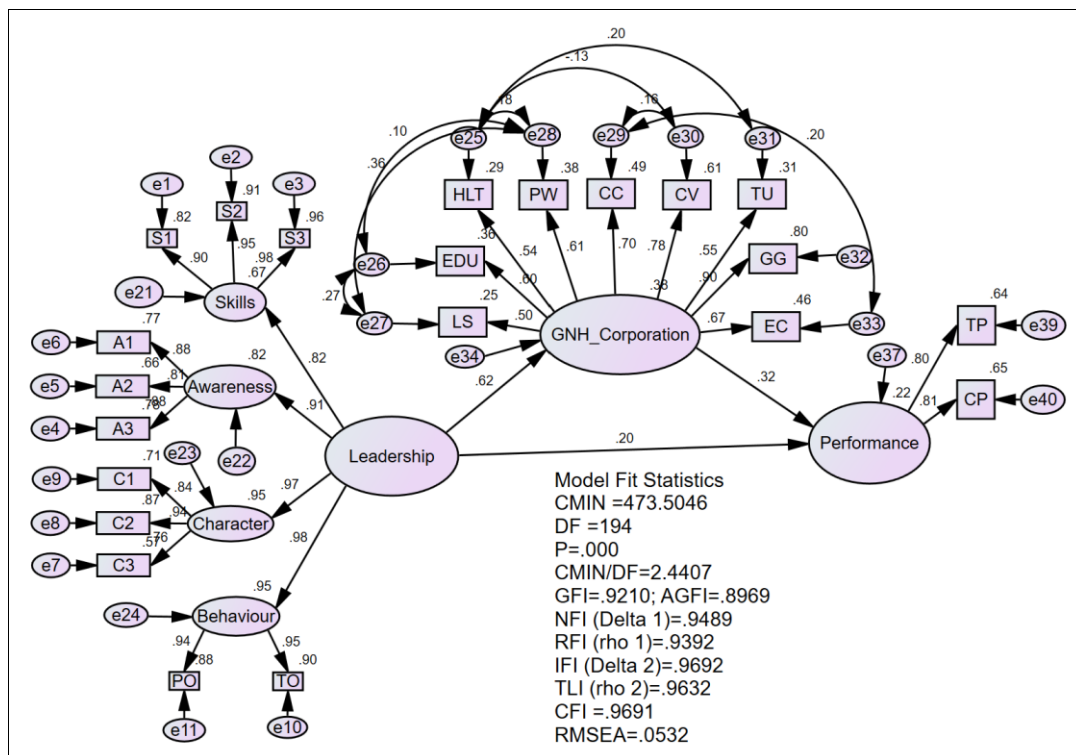 .20
-.13
.18
.16
.10
e25
e28
e29
e30
e31
.20
e2
.36
.29
.38
.49
.61
.31
e1
e3
.91
HLT
PW
CC
CV
TU
.82
S2
.96
S1
S3
.36
.80
.90
.95
.98
.54
.61
.70
.78
.55
GG
e32
.67
e26
EDU
.60
.38
.90
e21
Skills
.27
.25
.46
.64
.77
e27
LS
.50
GNH_Corporation
.67
EC
e33
TP
e39
e6
A1
.88
.82
.82
e34
e37
.80
.66
.81
.65
e5
A2
Awareness
.62
.32
.22
.81
CP
e40
.78
.88
.91
e4
A3
e23
e22
Leadership
.20
Performance
.71
e9
C1
.84
.95
.97
Model Fit Statistics
.87
CMIN =473.5046
e8
C2
.94
Character
.98
DF =194
.57
.76
P=.000
e7
C3
CMIN/DF=2.4407
.95
GFI=.9210; AGFI=.8969
e24
Behaviour
NFI (Delta 1)=.9489
.94
.95
RFI (rho 1)=.9392
.88
.90
IFI (Delta 2)=.9692
PO
TO
TLI (rho 2)=.9632
CFI =.9691
e11
e10
RMSEA=.0532